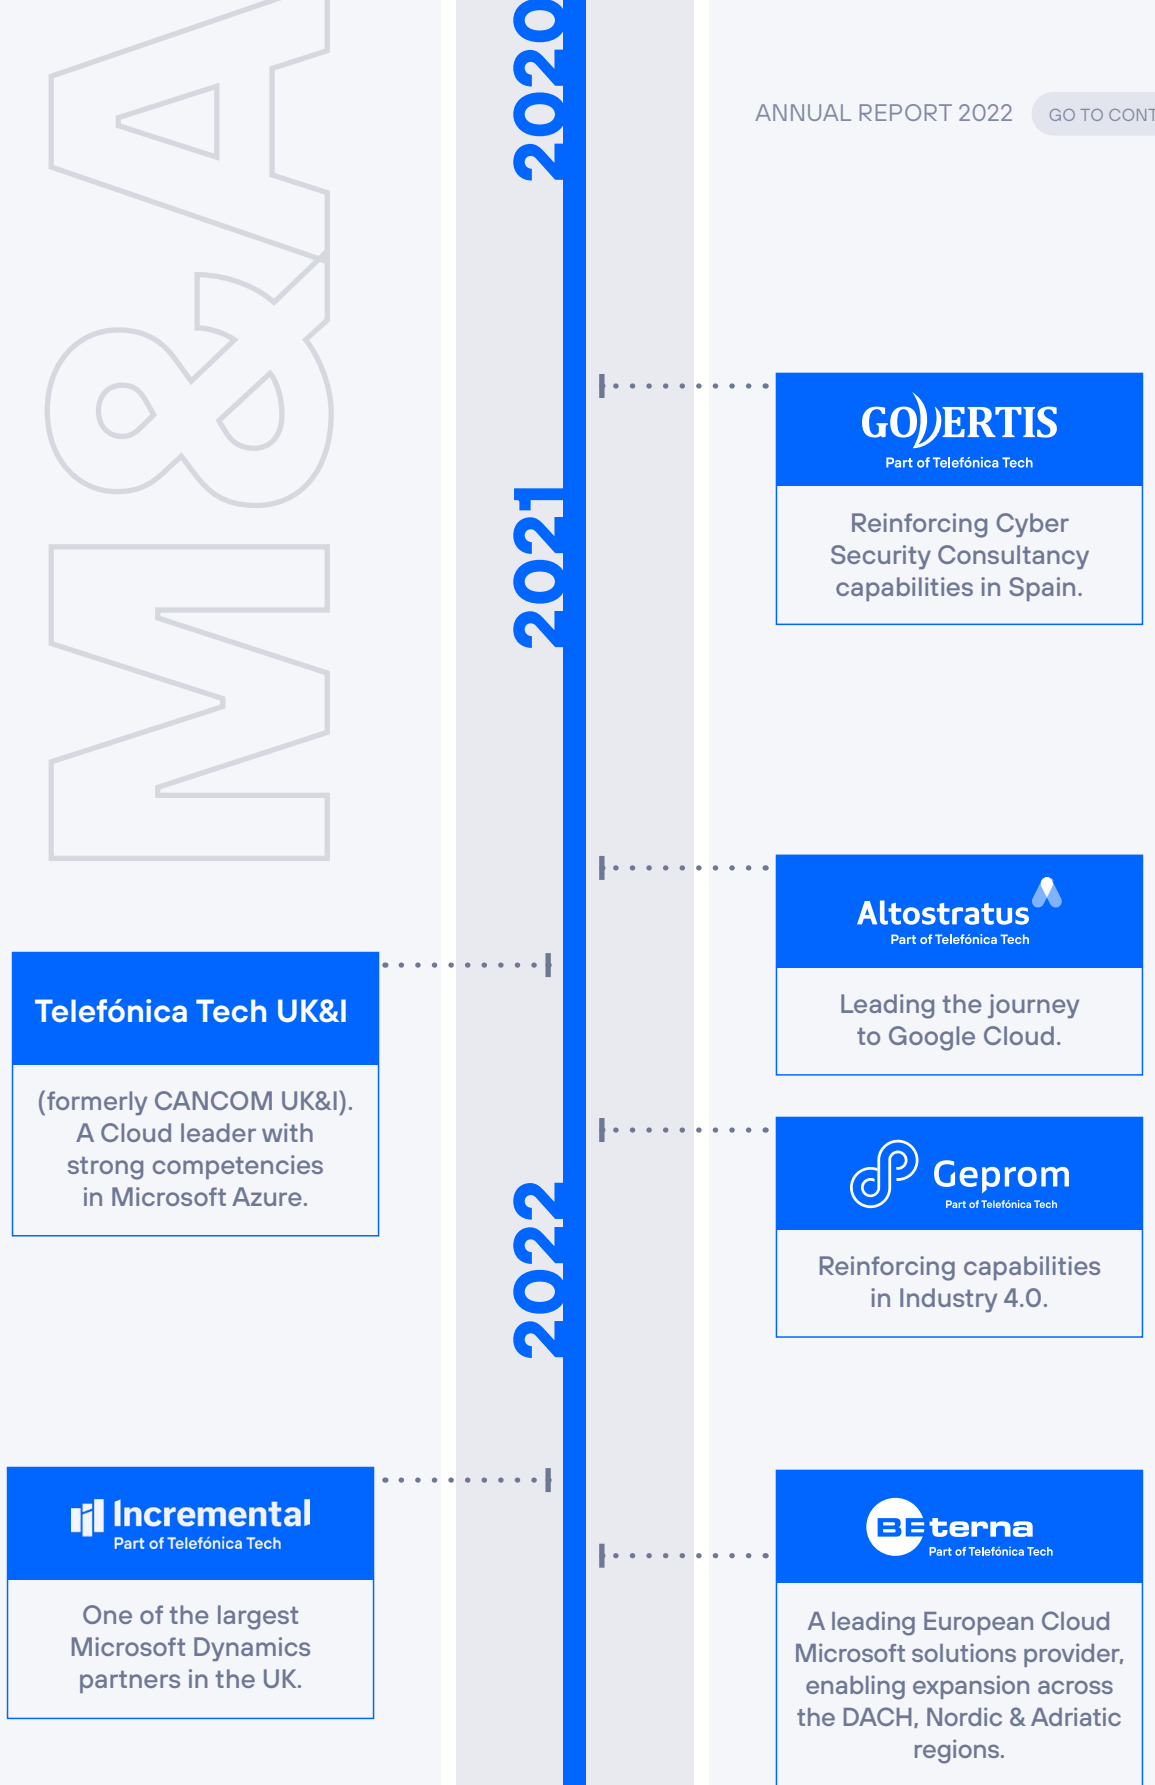 M&A
2020
ANNUAL REPORT 2022
GO TO CONT
GOVERTIS
Part of Telefónica Tech
Reinforcing Cyber
Security Consultancy
capabilities in Spain.
2021
Altostratus
Part of Telefónica Tech
Leading the journey
to Google Cloud.
Telefónica Tech UK&I
(formerly CANCOM UK&I).
A Cloud leader with
strong competencies
in Microsoft Azure.
Geprom
Part of Telefónica Tech
Reinforcing capabilities
in Industry 4.0.
2022
Incremental
Part of Telefónica Tech
One of the largest
Microsoft Dynamics
partners in the UK.
BEterna
Part of Telefónica Tech
A leading European Cloud
Microsoft solutions provider,
enabling expansion across
the DACH, Nordic & Adriatic
regions.